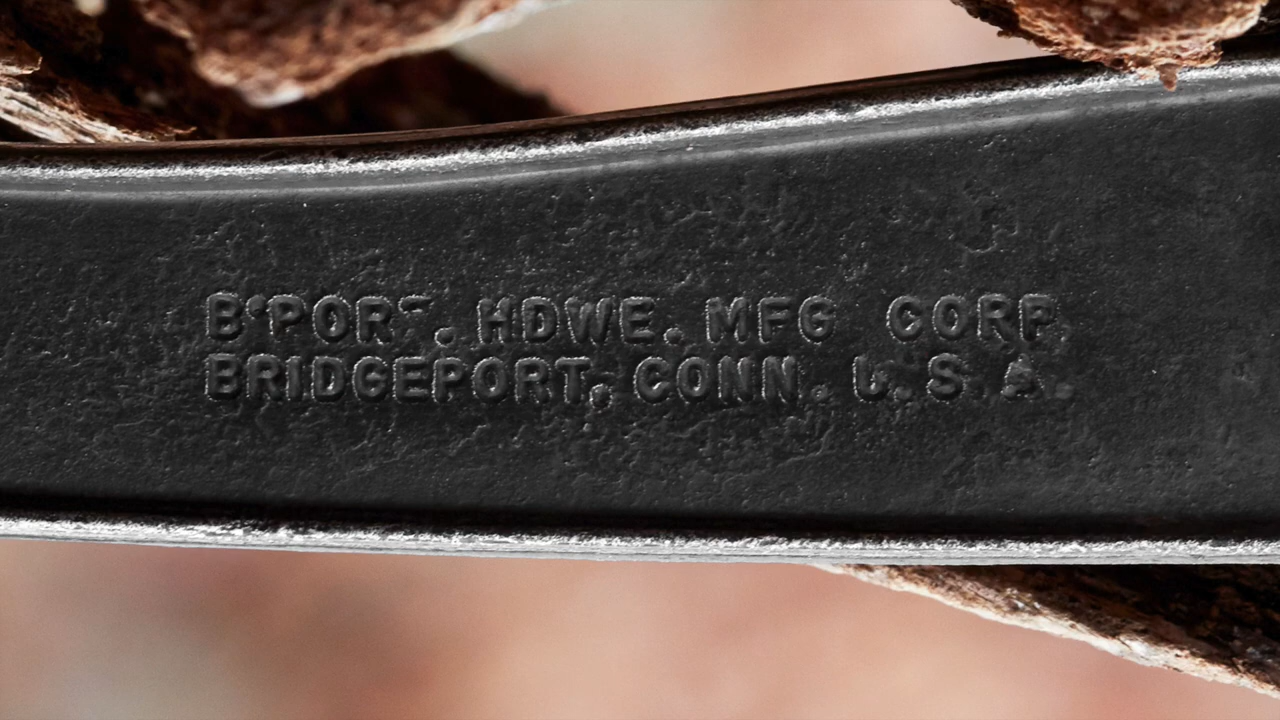 B'PORT. HDWE. MFG CORP.
BRIDGEPORT, CONN. U. S. A.